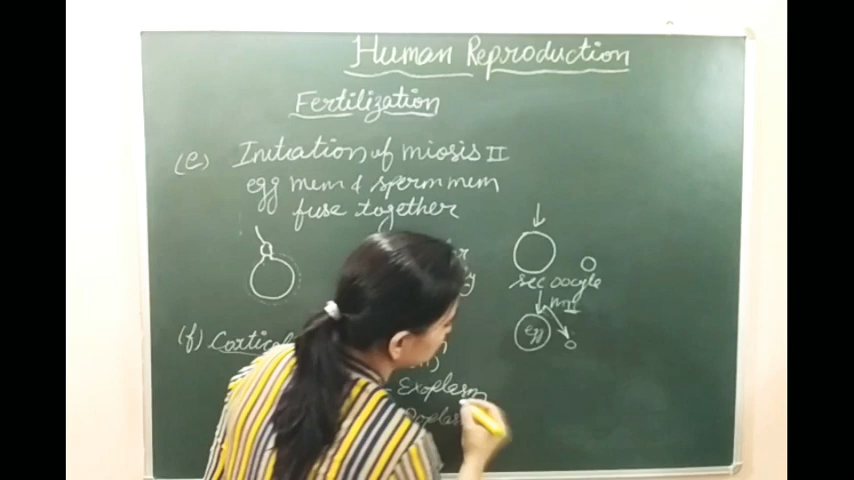 Human Reproduction
Fertilization
(e) Initiation of miosis II
egg mem & sperm mem
fuse together
sec oocyte
MII
egg
(f) Cortical
Exoplasm